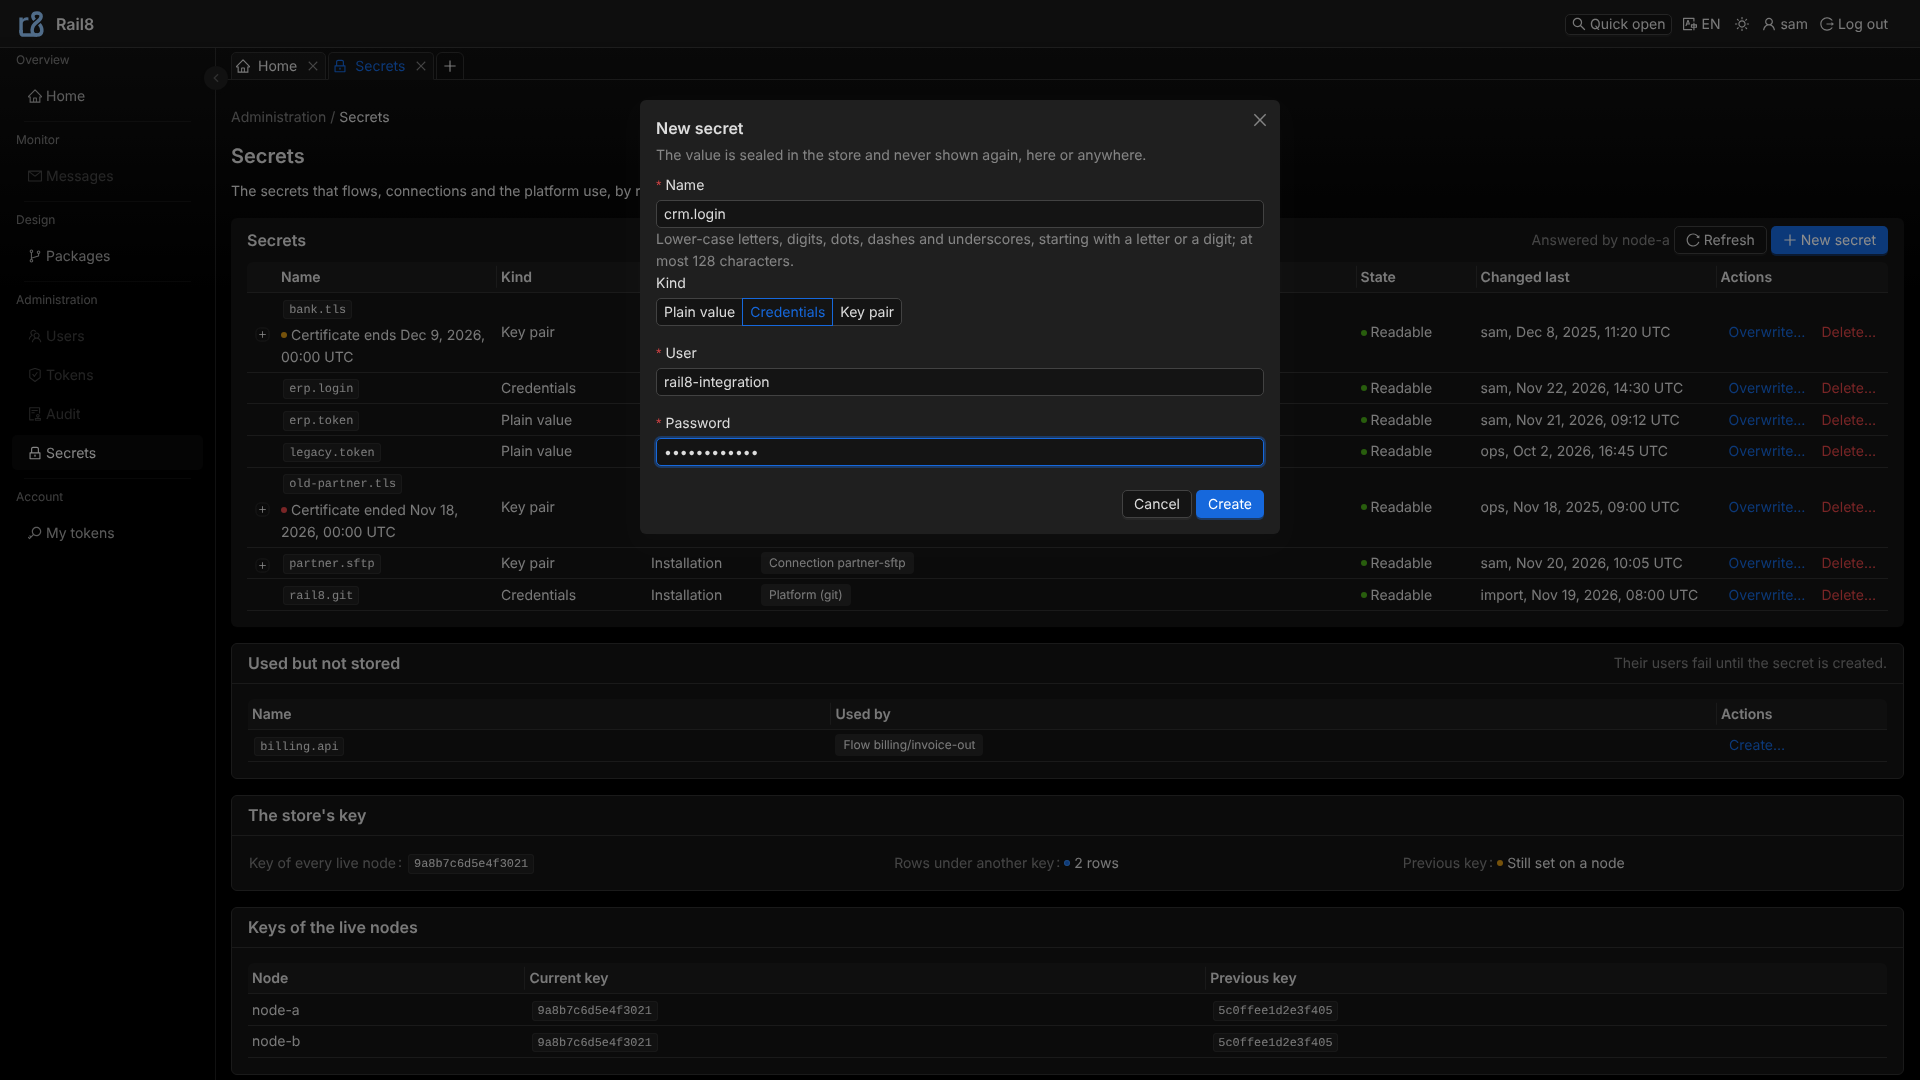 Rail8
Quick open
EN
sam
Log out
Overview
Home
Monitor
Messages
Design
Packages
Administration
Users
Tokens
Audit
Secrets
Account
My tokens
Home
Secrets
Administration / Secrets
Secrets
The secrets that flows, connections and the platform use, by
Secrets
Answered by node-a
Refresh
New secret
Name Kind State Changed last Actions
bank.tls
Certificate ends Dec 9, 2026, 00:00 UTC
Key pair Readable sam, Dec 8, 2025, 11:20 UTC Overwrite... Delete...
erp.login Credentials Readable sam, Nov 22, 2026, 14:30 UTC Overwrite... Delete...
erp.token Plain value Readable sam, Nov 21, 2026, 09:12 UTC Overwrite... Delete...
legacy.token Plain value Readable ops, Oct 2, 2026, 16:45 UTC Overwrite... Delete...
old-partner.tls
Certificate ended Nov 18, 2026, 00:00 UTC
Key pair Readable ops, Nov 18, 2025, 09:00 UTC Overwrite... Delete...
partner.sftp Key pair Installation Connection partner-sftp Readable sam, Nov 20, 2026, 10:05 UTC Overwrite... Delete...
rail8.git Credentials Installation Platform (git) Readable import, Nov 19, 2026, 08:00 UTC Overwrite... Delete...
New secret
The value is sealed in the store and never shown again, here or anywhere.
* Name
crm.login
Lower-case letters, digits, dots, dashes and underscores, starting with a letter or a digit; at
most 128 characters.
Kind
Plain value Credentials Key pair
* User
rail8-integration
* Password
••••••••••••
Cancel Create
Used but not stored
Their users fail until the secret is created.
Name Used by Actions
billing.api Flow billing/invoice-out Create...
The store's key
Key of every live node: 9a8b7c6d5e4f3021
Rows under another key: 2 rows
Previous key: Still set on a node
Keys of the live nodes
Node Current key Previous key
node-a 9a8b7c6d5e4f3021 5c0ffee1d2e3f405
node-b 9a8b7c6d5e4f3021 5c0ffee1d2e3f405